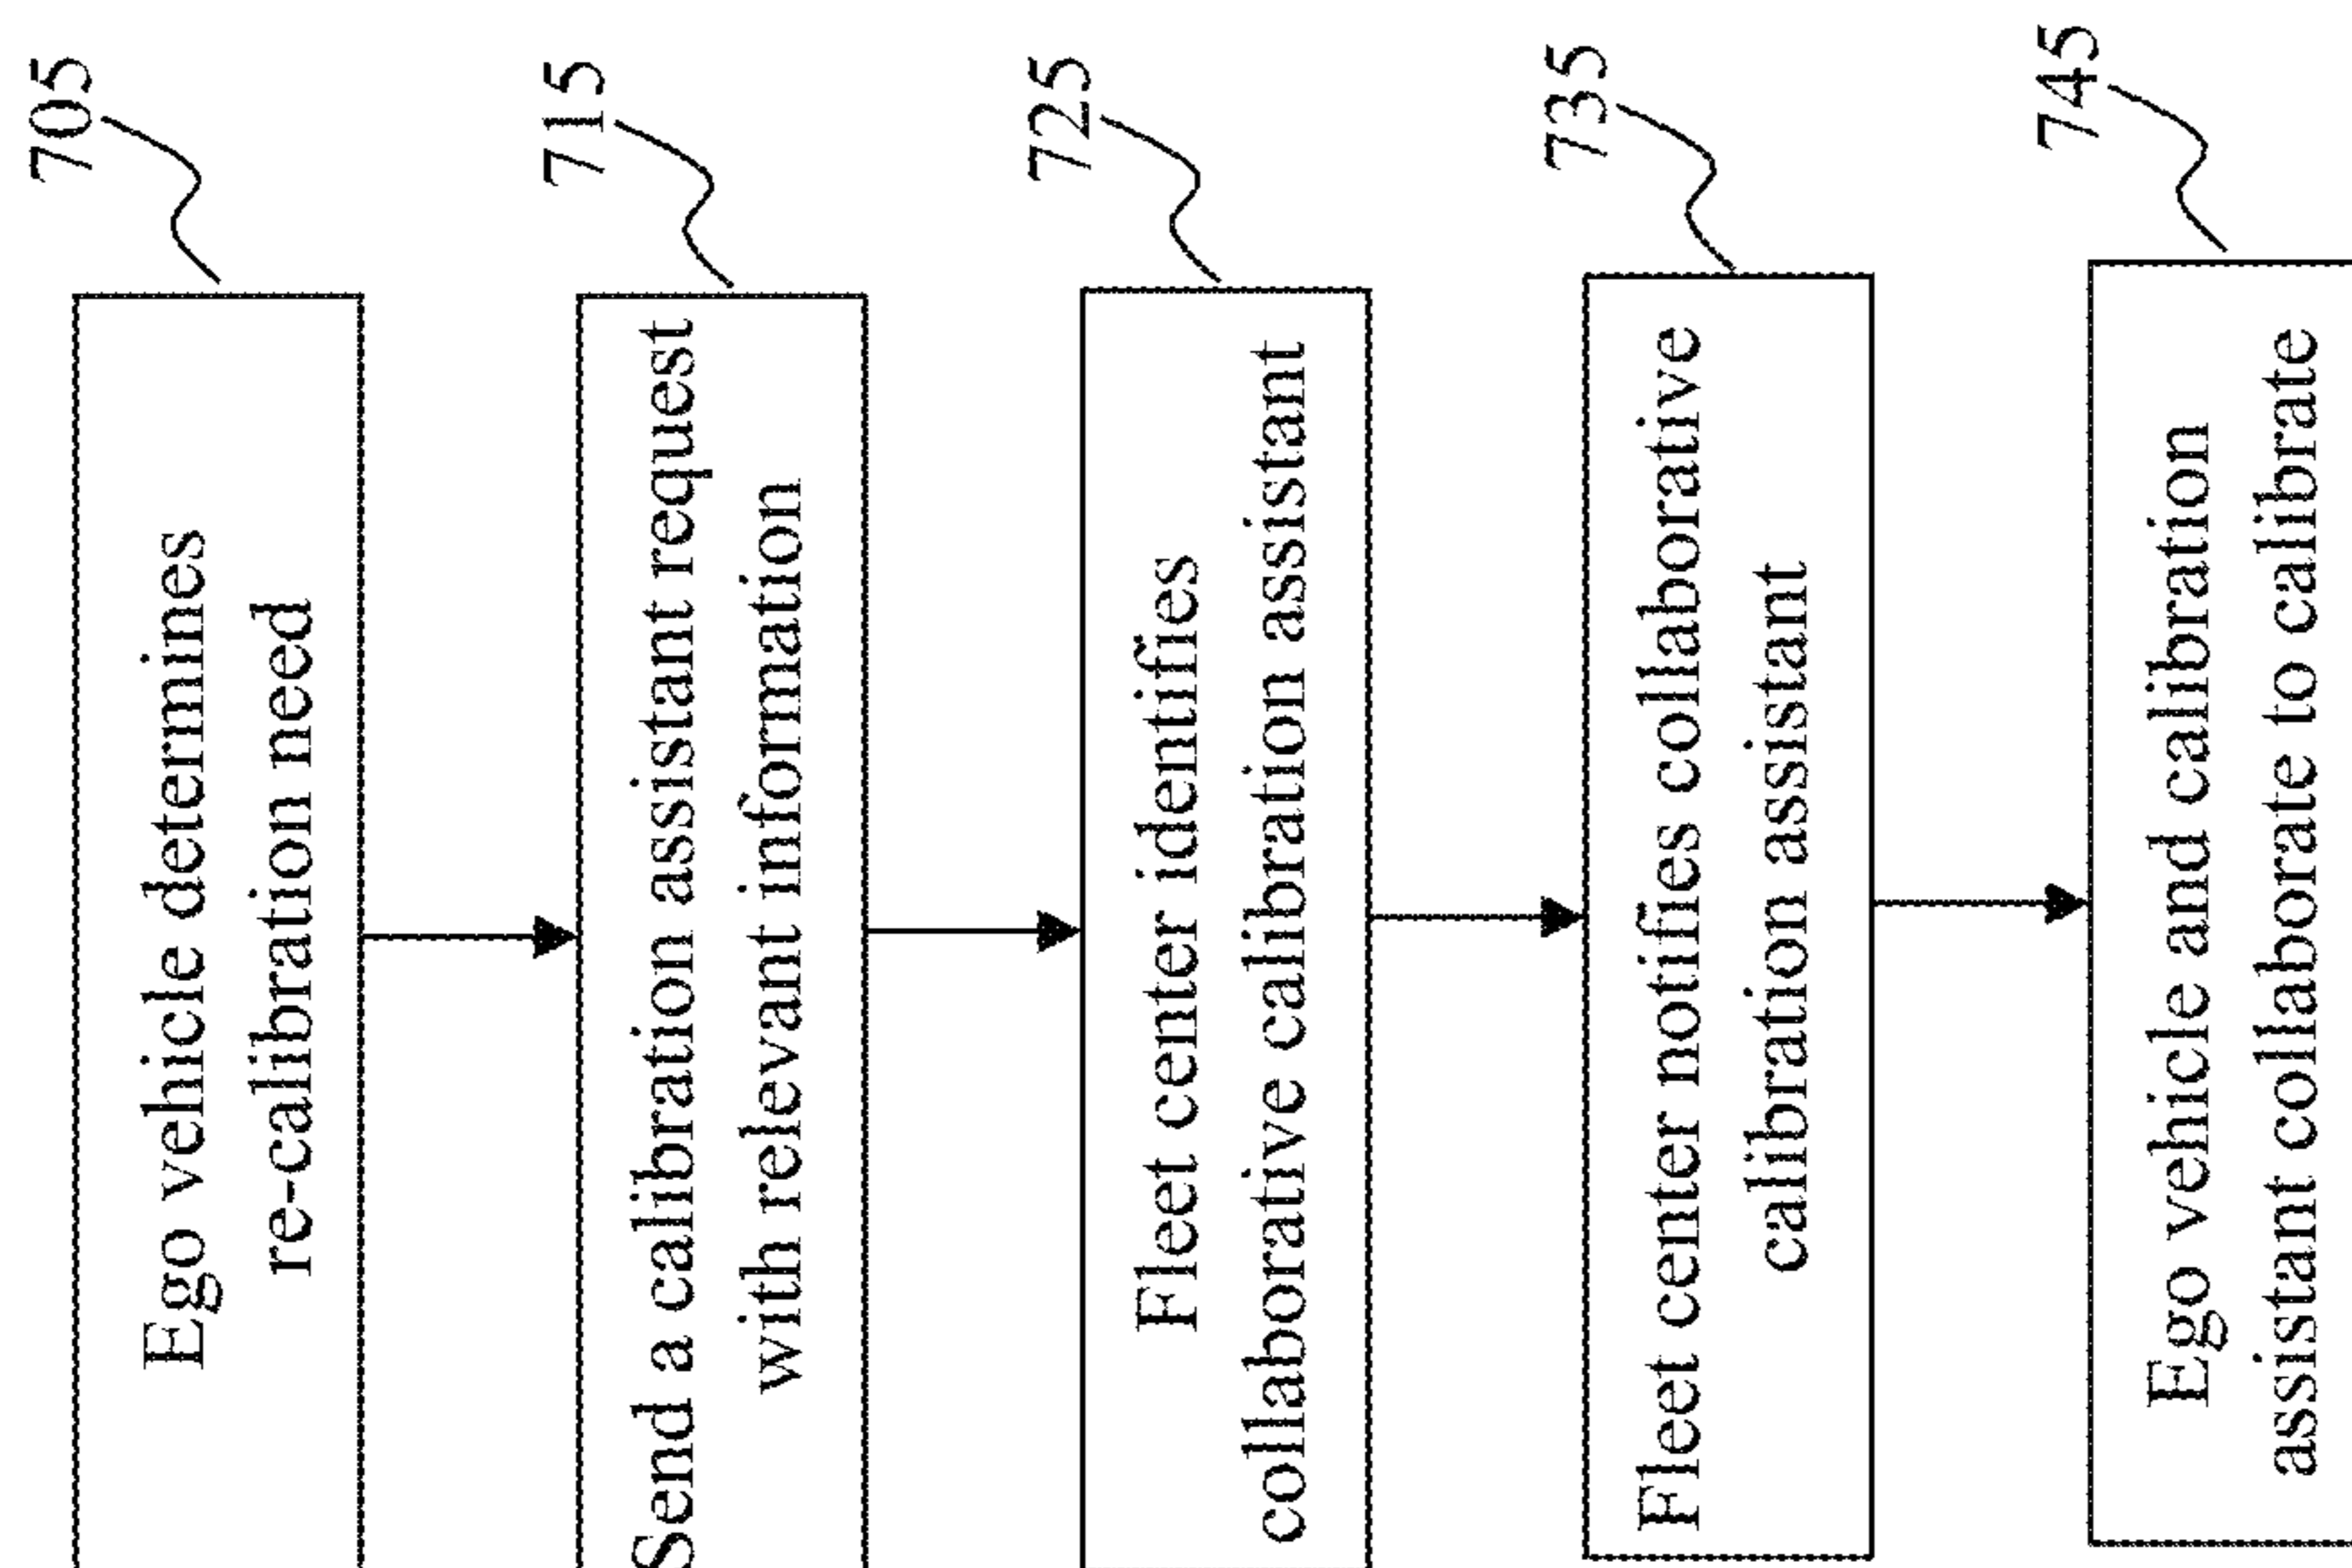 705
Ego vehicle determines
re-calibration need
715
Send a calibration assistant request
with relevant information
725
Fleet center identifies
collaborative calibration assistant
735
Fleet center notifies collaborative
calibration assistant
745
Ego vehicle and calibration
assistant collaborate to calibrate